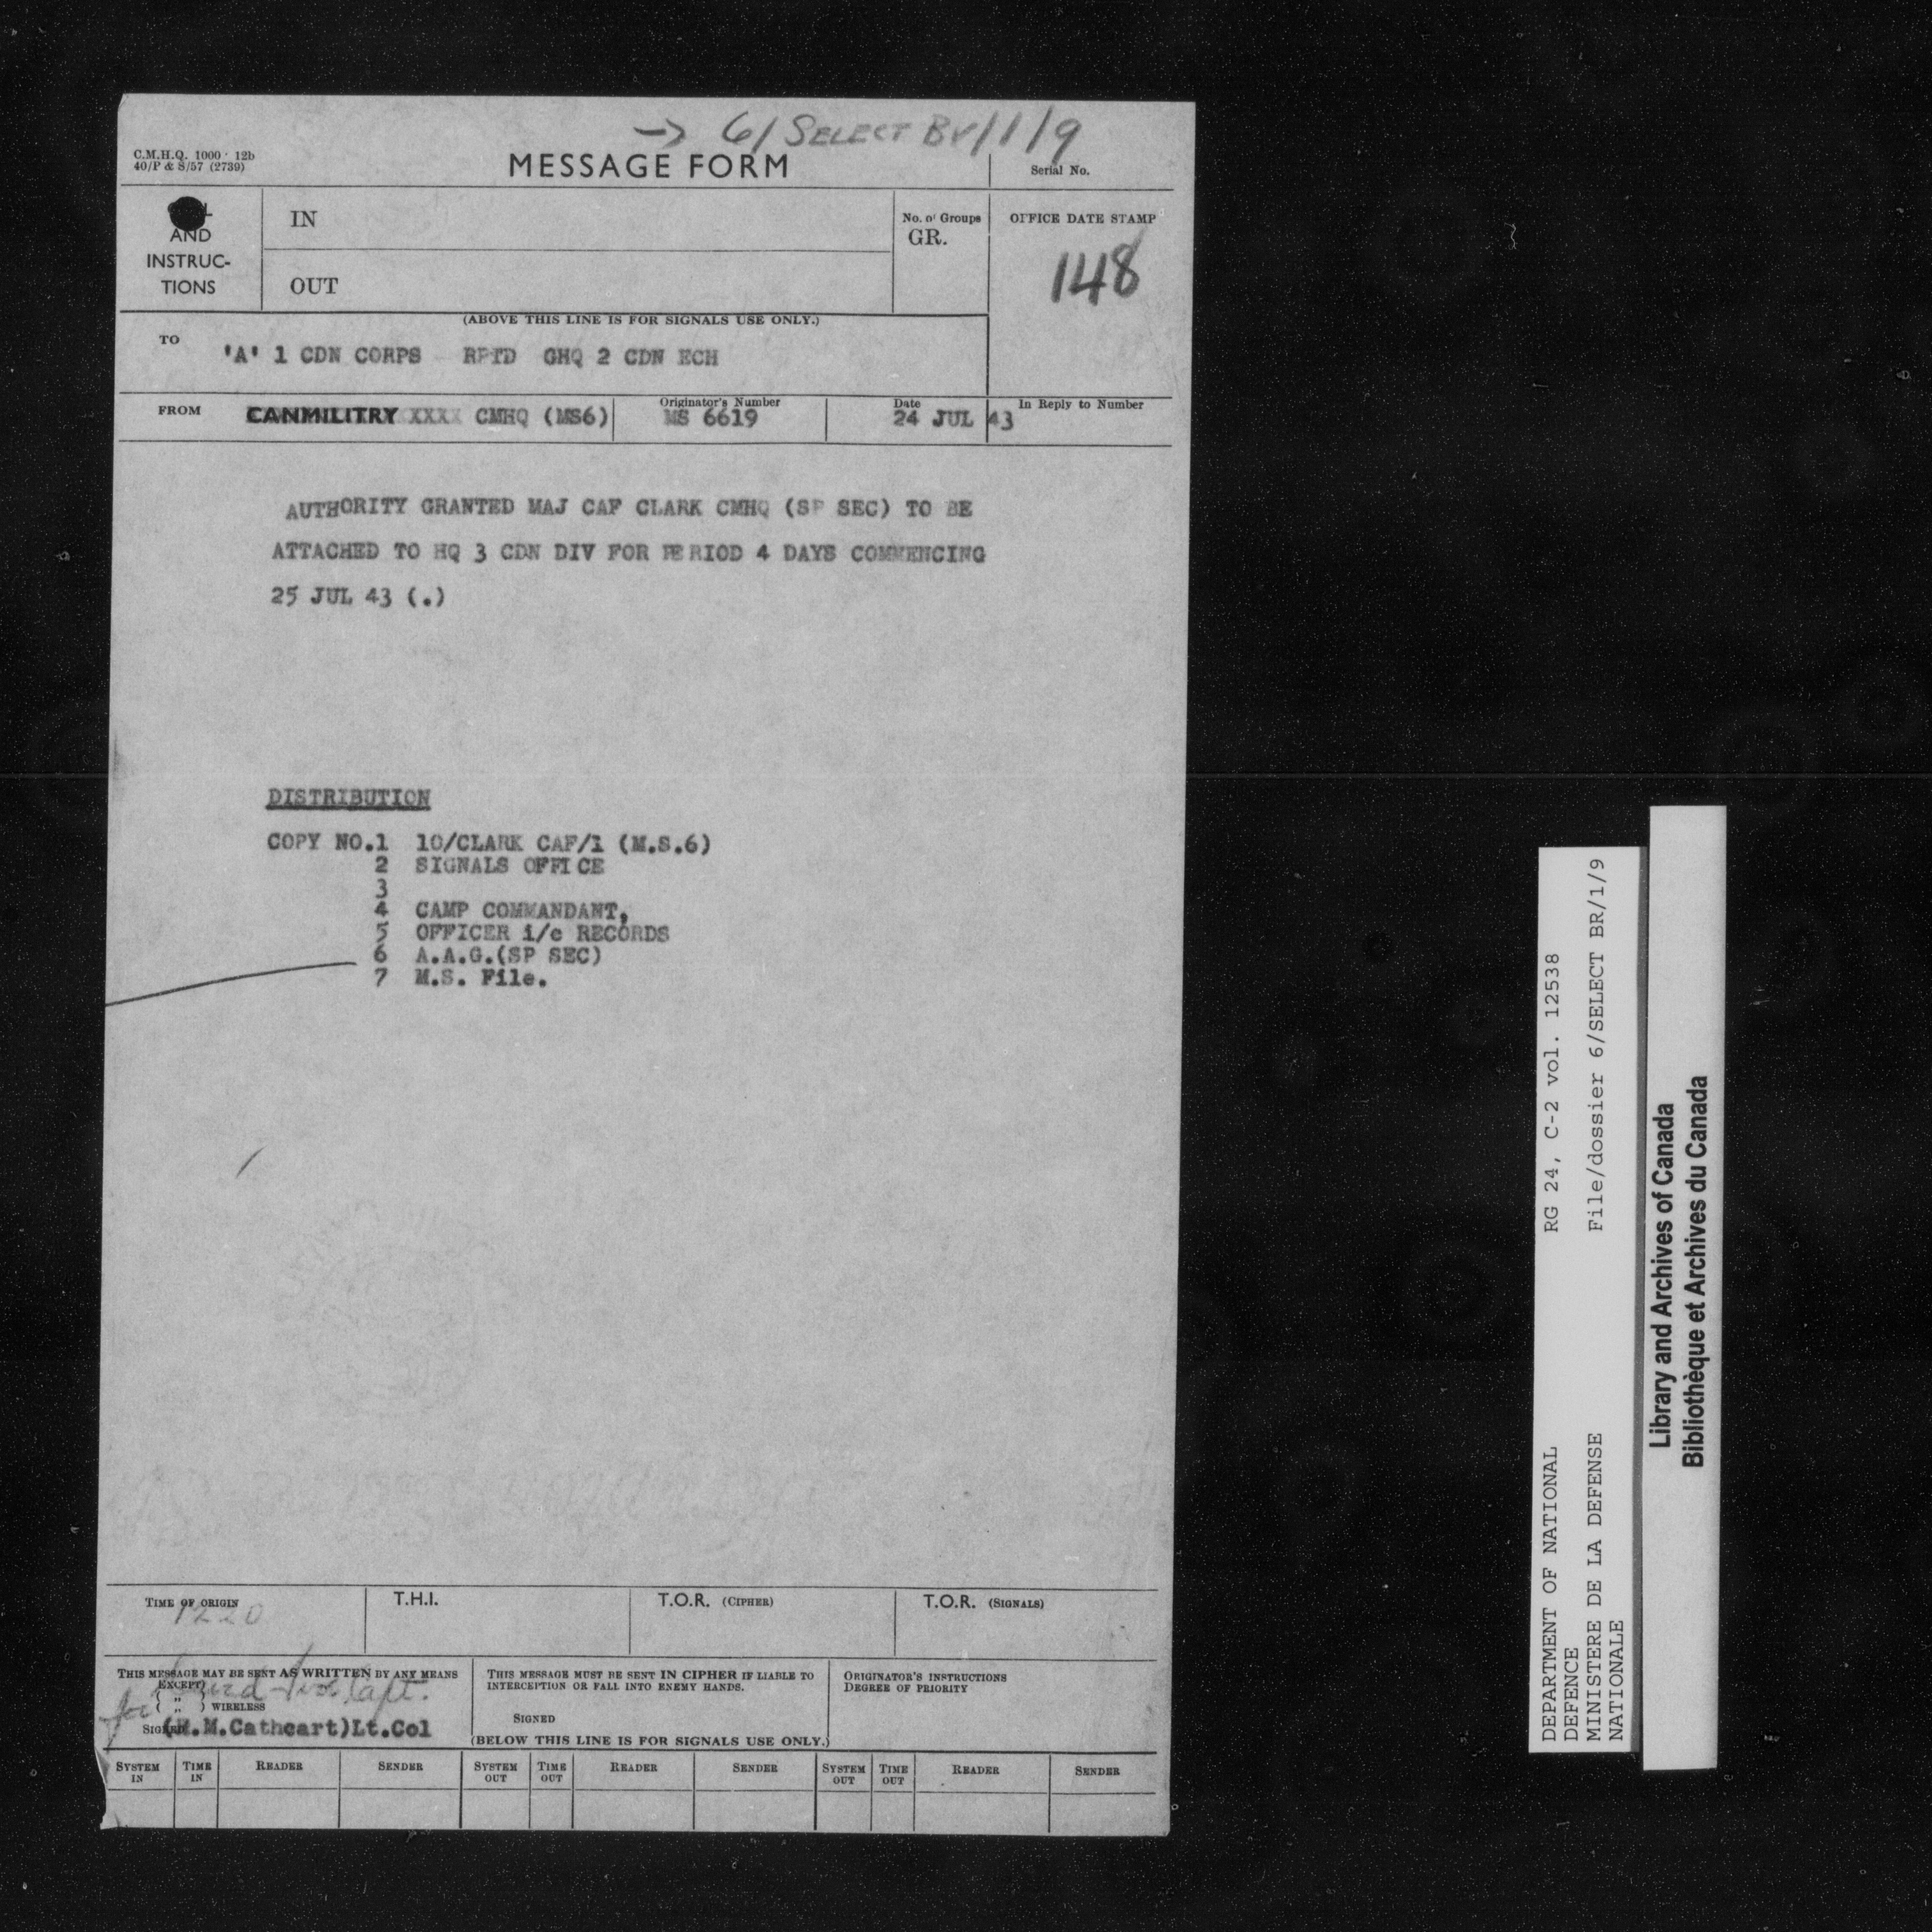 → 6/SELECT BR/1/9
C.M.H.Q. 1000 12b
40/P & S/57 (2739)
MESSAGE FORM
Serial No.
AND
INSTRUC-
TIONS
IN
OUT
No. of Groups
GR.
OFFICE DATE STAMP
148
(ABOVE THIS LINE IS FOR SIGNALS USE ONLY.)
TO
'A' 1 CDN CORPS RPTD GHQ 2 CDN ECH
FROM
CANMILITRY XXXX CMHQ (MS6)
Originator's Number
MS 6619
Date
24 JUL 43
In Reply to Number
AUTHORITY GRANTED MAJ CAF CLARK CMHQ (SP SEC) TO BE
ATTACHED TO HQ 3 CDN DIV FOR PERIOD 4 DAYS COMMENCING
25 JUL 43 (.)
DISTRIBUTION
COPY NO.1 10/CLARK CAF/1 (M.S.6)
2 SIGNALS OFFICE
3
4 CAMP COMMANDANT,
5 OFFICER i/c RECORDS
6 A.A.G.(SP SEC)
7 M.S. File.
TIME OF ORIGIN
1220
T.H.I.
T.O.R. (CIPHER)
T.O.R. (SIGNALS)
THIS MESSAGE MAY BE SENT AS WRITTEN BY ANY MEANS
EXCEPT)
( „ ) WIRELESS
for Capt.
SIGNED (M.Cathcart)Lt.Col
THIS MESSAGE MUST BE SENT IN CIPHER IF LIABLE TO
INTERCEPTION OR FALL INTO ENEMY HANDS.
SIGNED
(BELOW THIS LINE IS FOR SIGNALS USE ONLY.)
ORIGINATOR'S INSTRUCTIONS
DEGREE OF PRIORITY
SYSTEM IN
TIME IN
READER
SENDER
SYSTEM OUT
TIME OUT
READER
SENDER
SYSTEM OUT
TIME OUT
READER
SENDER
DEPARTMENT OF NATIONAL
DEFENCE
MINISTERE DE LA DEFENSE
NATIONALE
RG 24, C-2 vol. 12538
File/dossier 6/SELECT BR/1/9
Library and Archives of Canada
Bibliothèque et Archives du Canada